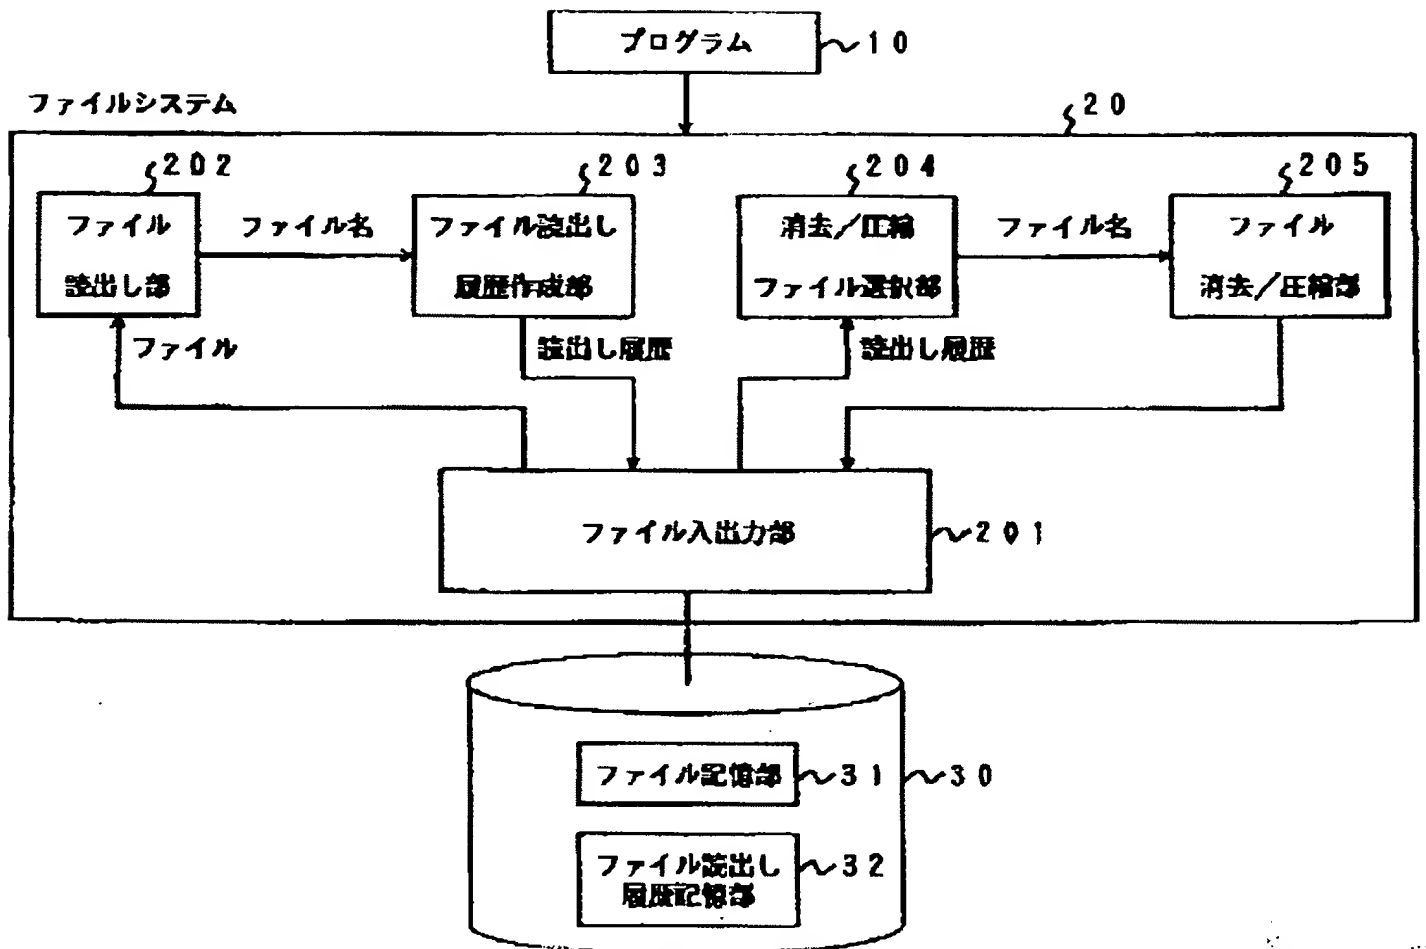 プログラム
10
ファイルシステム
20
202
203
204
205
ファイル
読出し部
ファイル名
ファイル読出し
履歴作成部
消去/圧縮
ファイル選択部
ファイル名
ファイル
消去/圧縮部
ファイル
読出し履歴
読出し履歴
ファイル入出力部
201
ファイル記憶部
31
30
ファイル読出し
履歴記憶部
32